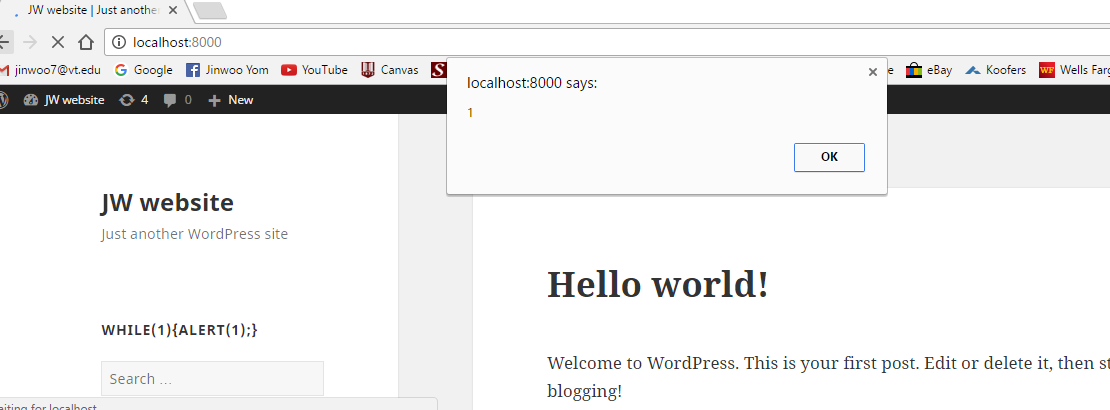 JW website | Just anothe
localhost:8000
jinwoo7@vt.edu Google Jinwoo Yom YouTube Canvas S e eBay Koofers WF Wells Farg
JW website 4 0 + New
localhost:8000 says:
1
OK
JW website
Just another WordPress site
WHILE(1){ALERT(1);}
Search …
Hello world!
Welcome to WordPress. This is your first post. Edit or delete it, then st
blogging!
aiting for localhost